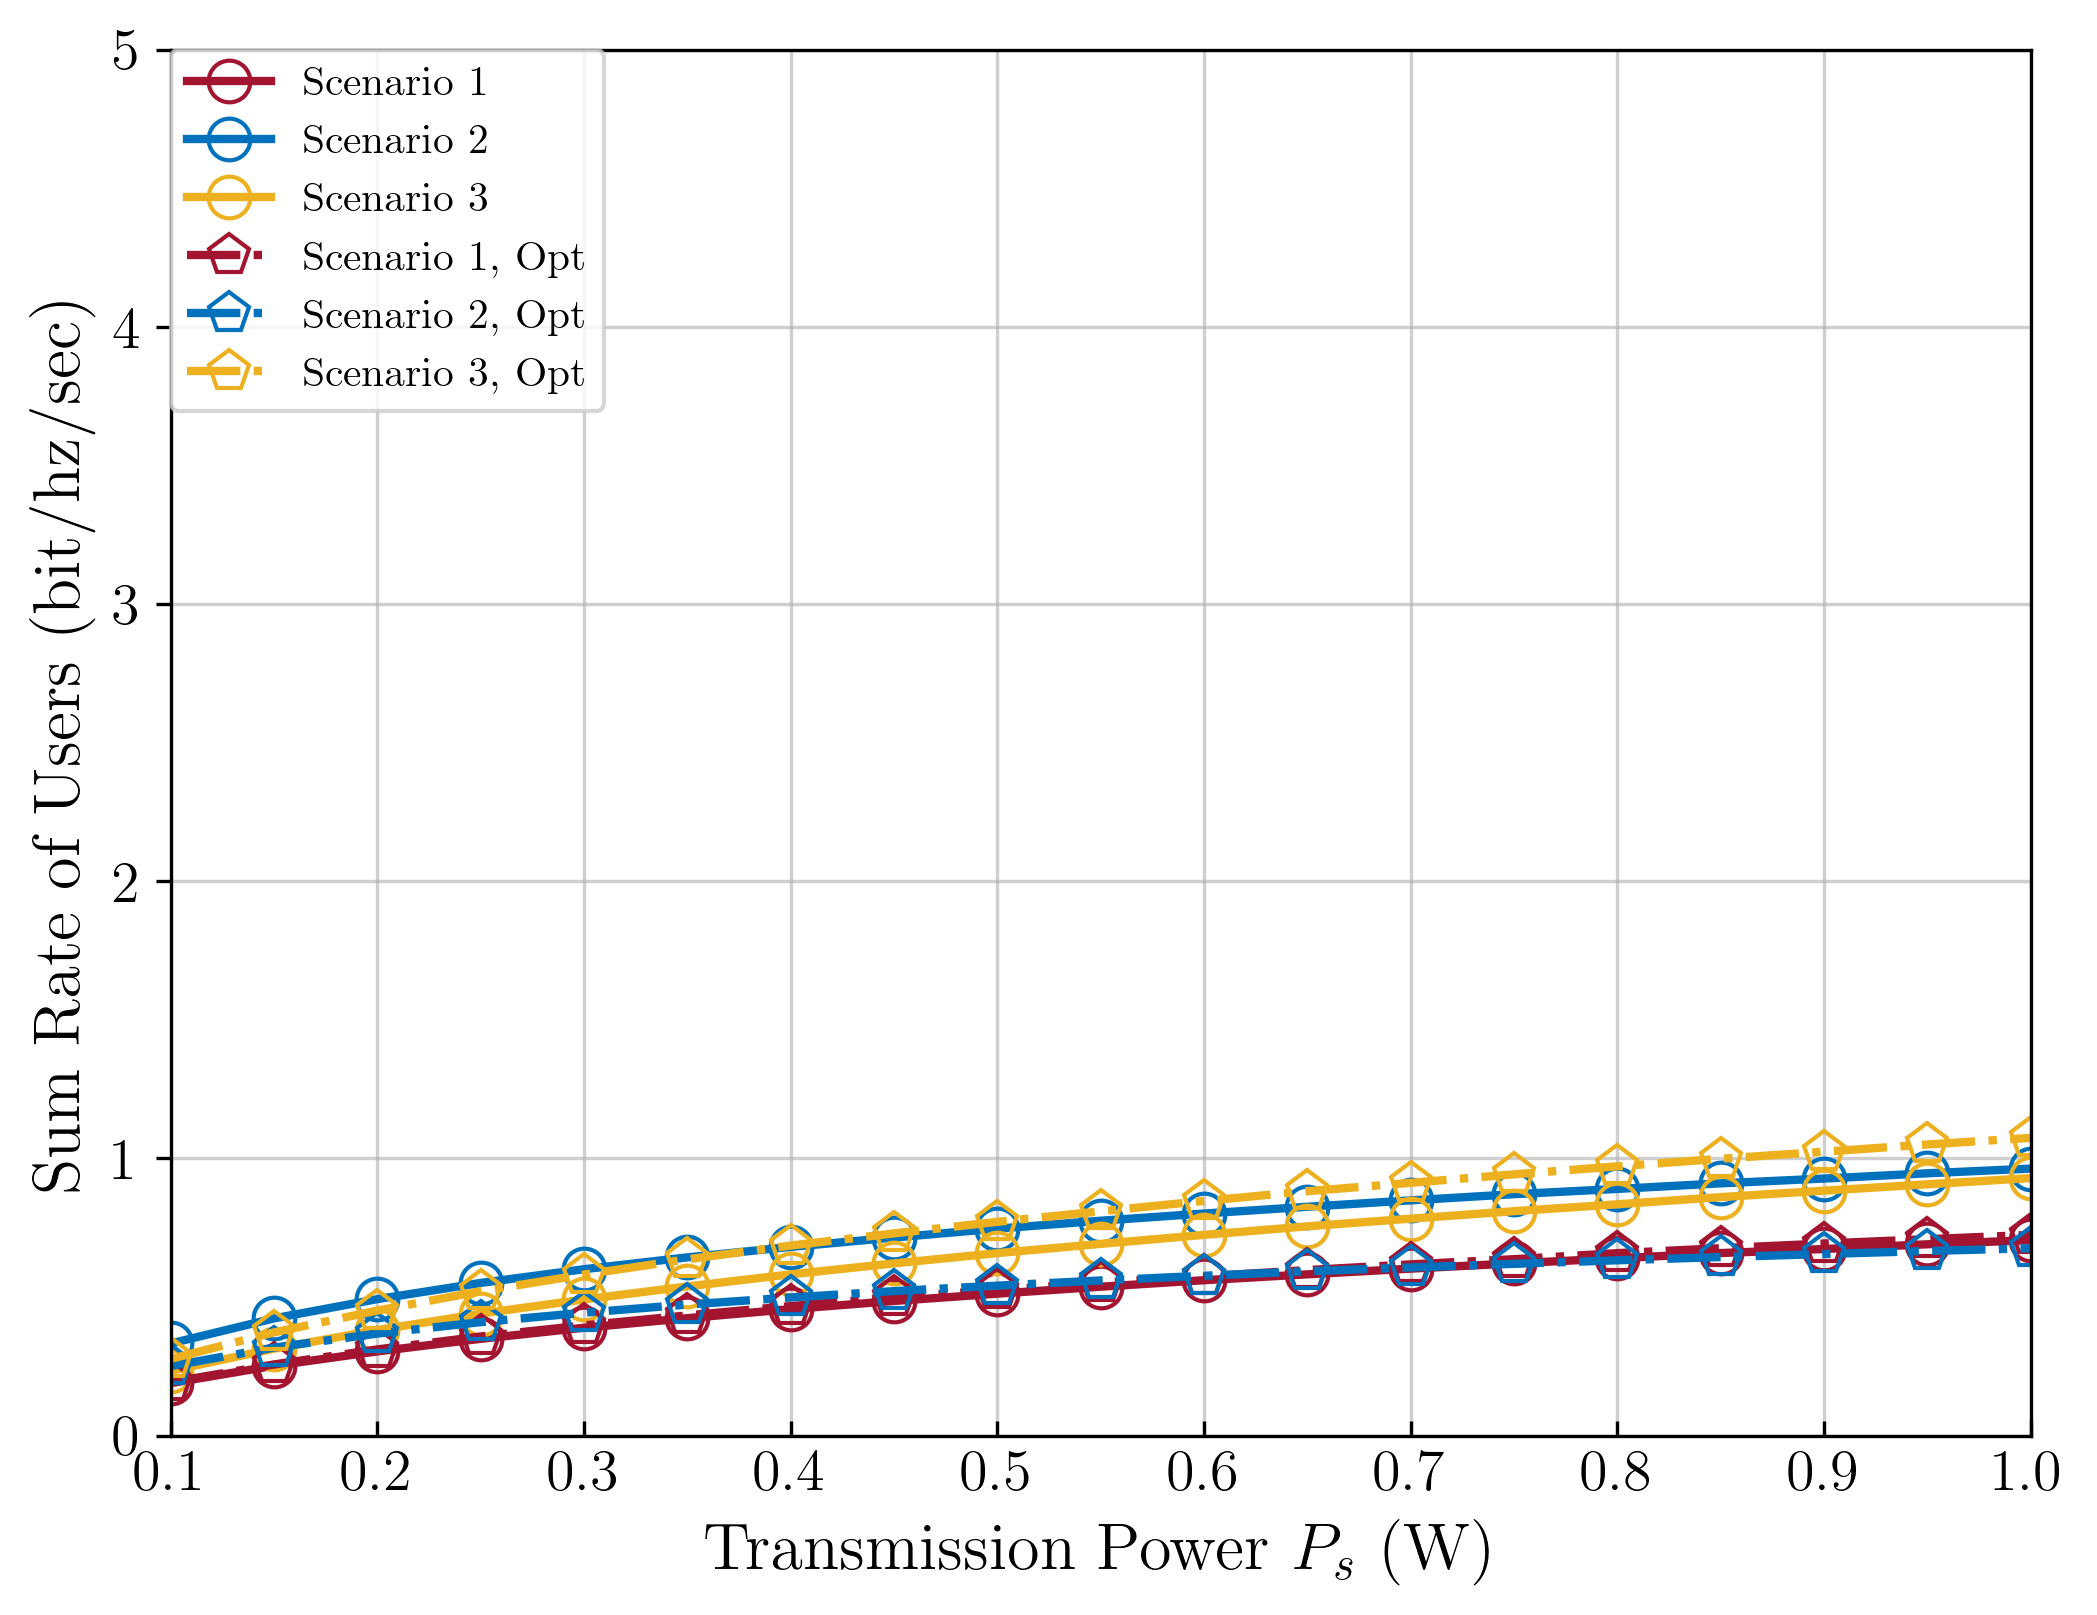 Scenario 1
Scenario 2
Scenario 3
Scenario 1, Opt
Scenario 2, Opt
Scenario 3, Opt
Sum Rate of Users (bit/hz/sec)
5
4
3
2
1
0
0.1 0.2 0.3 0.4 0.5 0.6 0.7 0.8 0.9 1.0
Transmission Power Pₛ (W)